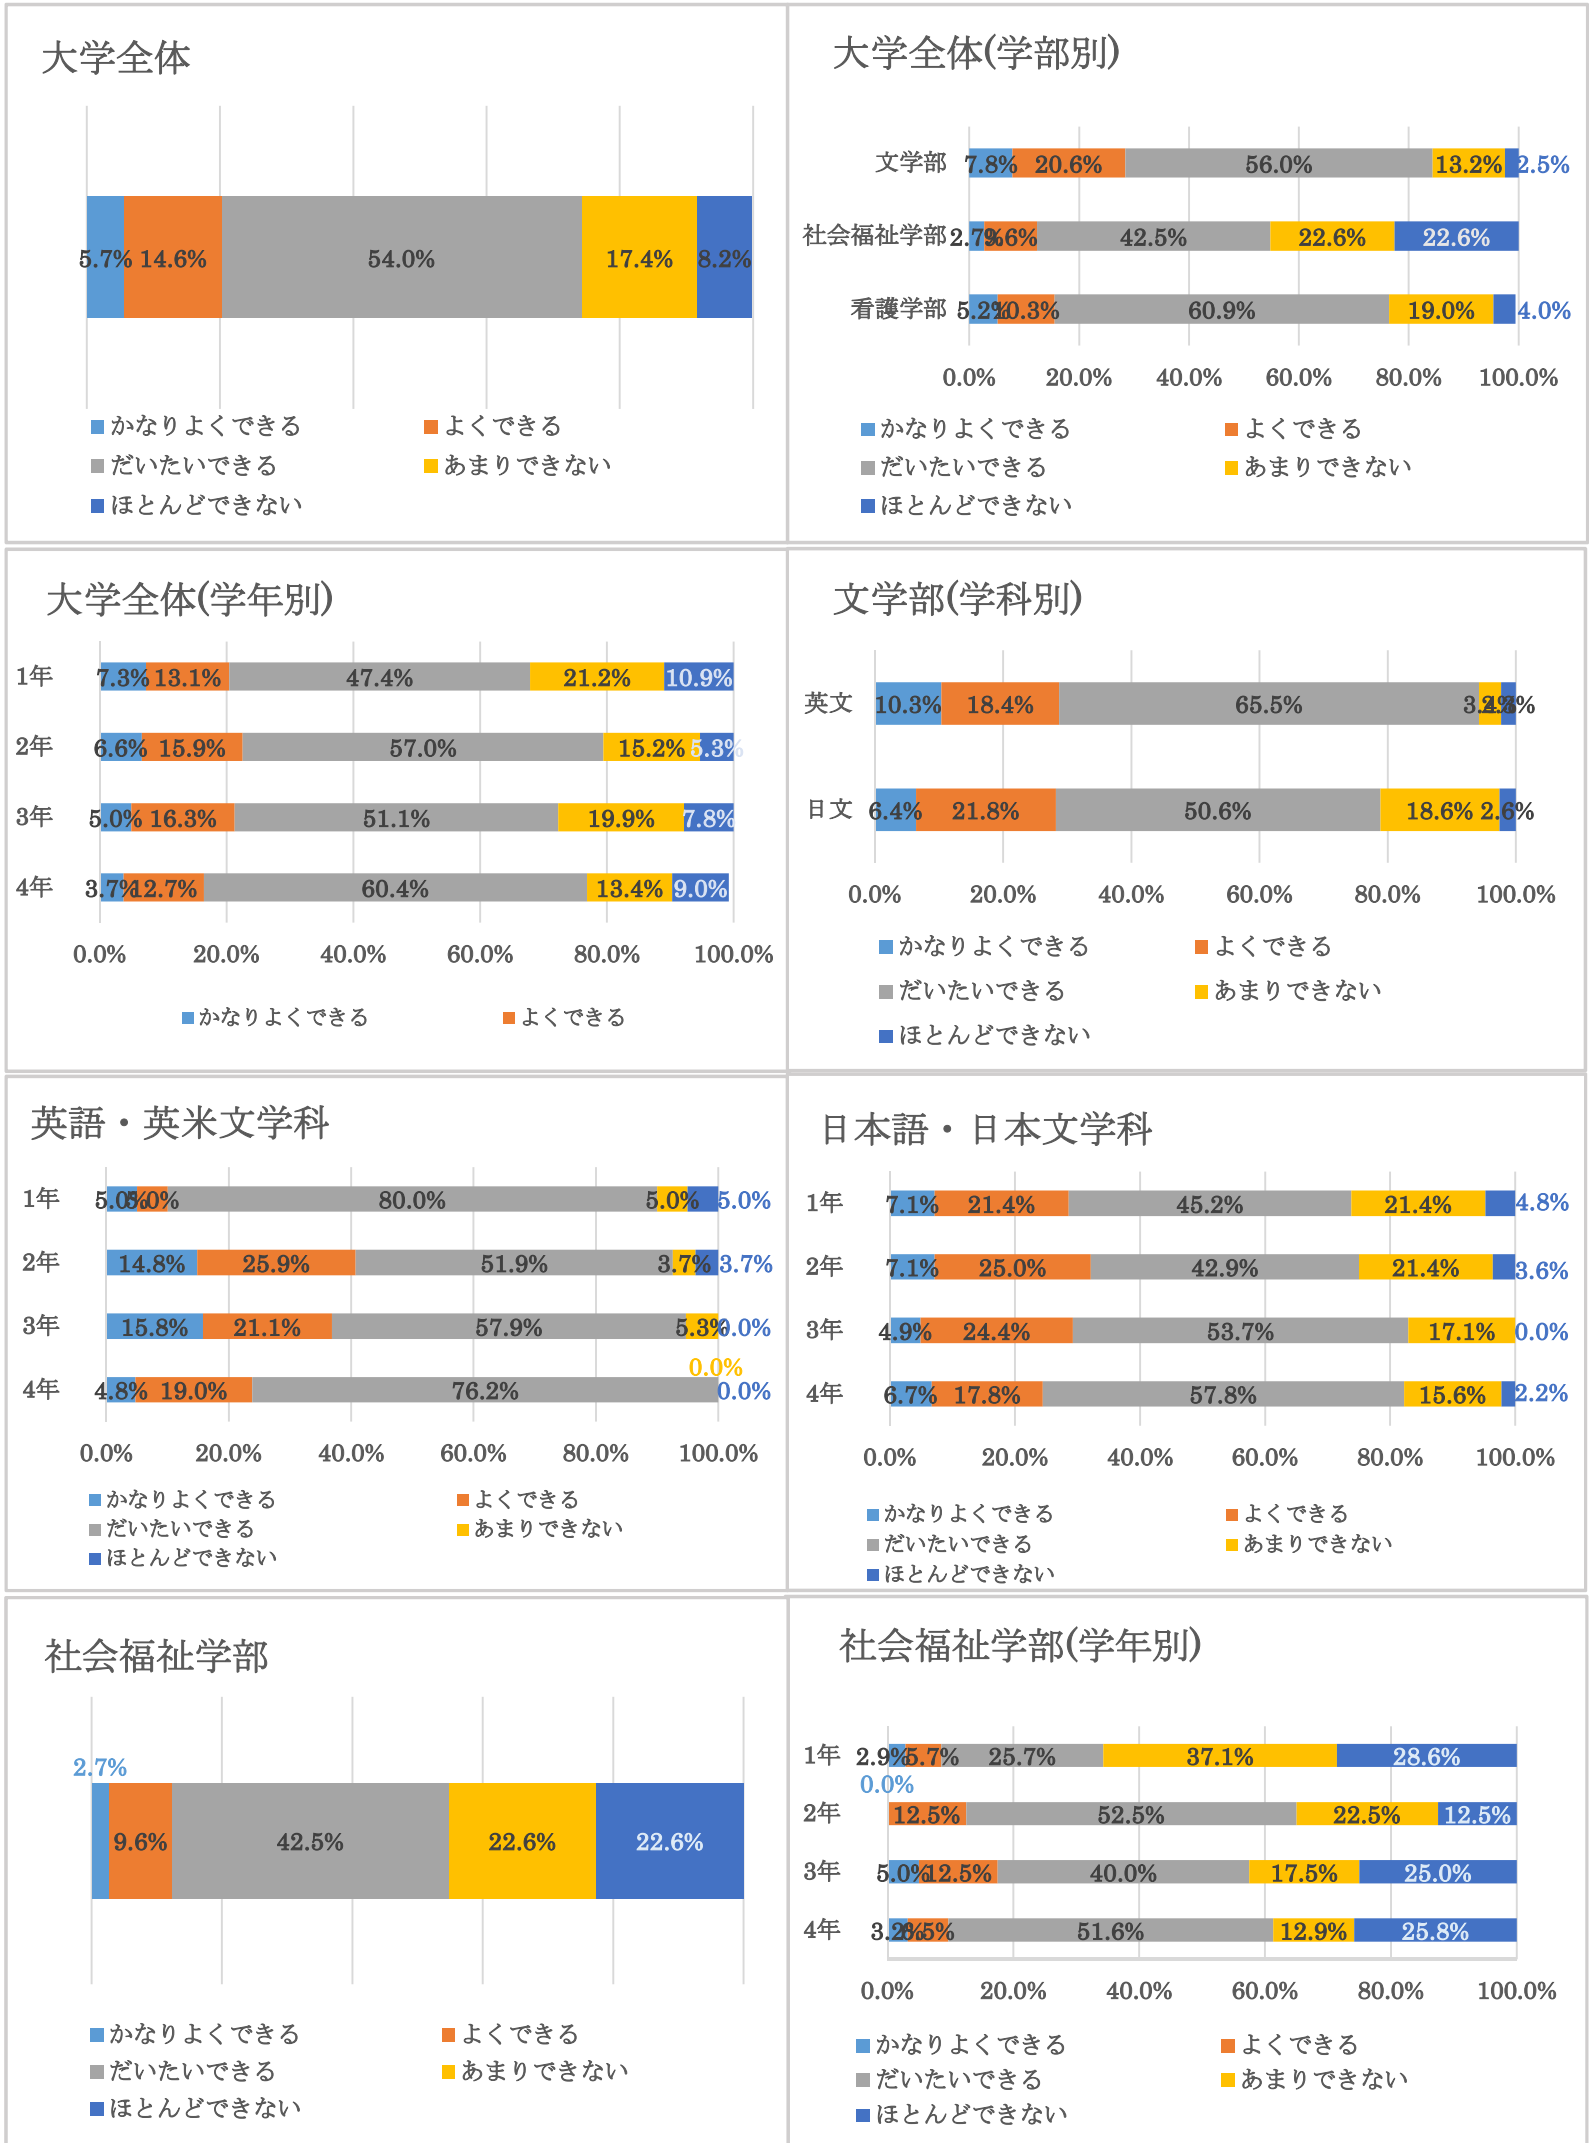 大学全体
5.7% 14.6% 54.0% 17.4% 8.2%
かなりよくできる よくできる
だいたいできる あまりできない
ほとんどできない
大学全体(学部別)
文学部 7.8% 20.6% 56.0% 13.2% 2.5%
社会福祉学部 2.7% 9.6% 42.5% 22.6% 22.6%
看護学部 5.2% 10.3% 60.9% 19.0% 4.0%
0.0% 20.0% 40.0% 60.0% 80.0% 100.0%
かなりよくできる よくできる
だいたいできる あまりできない
ほとんどできない
大学全体(学年別)
1年 7.3% 13.1% 47.4% 21.2% 10.9%
2年 6.6% 15.9% 57.0% 15.2% 5.3%
3年 5.0% 16.3% 51.1% 19.9% 7.8%
4年 3.7% 12.7% 60.4% 13.4% 9.0%
0.0% 20.0% 40.0% 60.0% 80.0% 100.0%
かなりよくできる よくできる
文学部(学科別)
英文 10.3% 18.4% 65.5%
日文 6.4% 21.8% 50.6% 18.6% 2.6%
0.0% 20.0% 40.0% 60.0% 80.0% 100.0%
かなりよくできる よくできる
だいたいできる あまりできない
ほとんどできない
英語・英米文学科
1年 5.0% 5.0% 80.0% 5.0% 5.0%
2年 14.8% 25.9% 51.9% 3.7% 3.7%
3年 15.8% 21.1% 57.9% 5.3% 0.0%
0.0%
4年 4.8% 19.0% 76.2% 0.0%
0.0% 20.0% 40.0% 60.0% 80.0% 100.0%
かなりよくできる よくできる
だいたいできる あまりできない
ほとんどできない
日本語・日本文学科
1年 7.1% 21.4% 45.2% 21.4% 4.8%
2年 7.1% 25.0% 42.9% 21.4% 3.6%
3年 4.9% 24.4% 53.7% 17.1% 0.0%
4年 6.7% 17.8% 57.8% 15.6% 2.2%
0.0% 20.0% 40.0% 60.0% 80.0% 100.0%
かなりよくできる よくできる
だいたいできる あまりできない
ほとんどできない
社会福祉学部
2.7%
9.6% 42.5% 22.6% 22.6%
かなりよくできる よくできる
だいたいできる あまりできない
ほとんどできない
社会福祉学部(学年別)
1年 2.9% 5.7% 25.7% 37.1% 28.6%
0.0%
2年 12.5% 52.5% 22.5% 12.5%
3年 5.0% 12.5% 40.0% 17.5% 25.0%
4年 3.2% 6.5% 51.6% 12.9% 25.8%
0.0% 20.0% 40.0% 60.0% 80.0% 100.0%
かなりよくできる よくできる
だいたいできる あまりできない
ほとんどできない